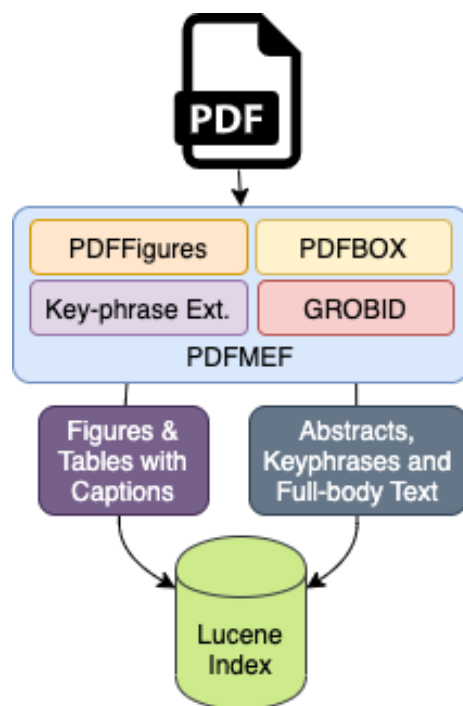 PDF
PDFFigures
PDFBOX
Key-phrase Ext.
GROBID
PDFMEF
Figures &
Tables with
Captions
Abstracts,
Keyphrases and
Full-body Text
Lucene
Index